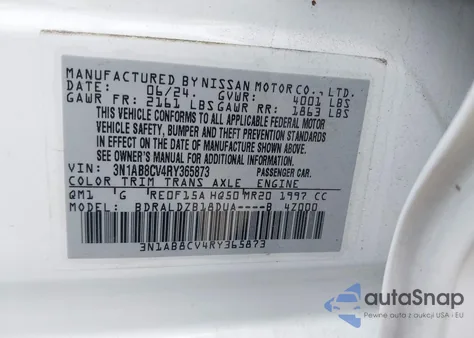 MANUFACTURED BY NISSAN MOTOR CO., LTD.
DATE: 06/24. GVWR: 4001 LBS
GAWR FR: 2161 LBS GAWR RR: 1863 LBS
THIS VEHICLE CONFORMS TO ALL APPLICABLE FEDERAL MOTOR
VEHICLE SAFETY, BUMPER AND THEFT PREVENTION STANDARDS
IN EFFECT ON THE DATE OF MANUFACTURE SHOWN ABOVE.
SEE OWNER'S MANUAL FOR ADDITIONAL INFORMATION.
VIN: 3N1AB8CV4RY365873 PASSENGER CAR.
COLOR TRIM TRANS AXLE ENGINE
QM1 'G RE0F15A HQ50 MR20 1997 CC
MODEL: BDRALDZB18DUA----B 47000
3N1AB8CV4RY365873
autoSnap
Pewne auto z USA i EU